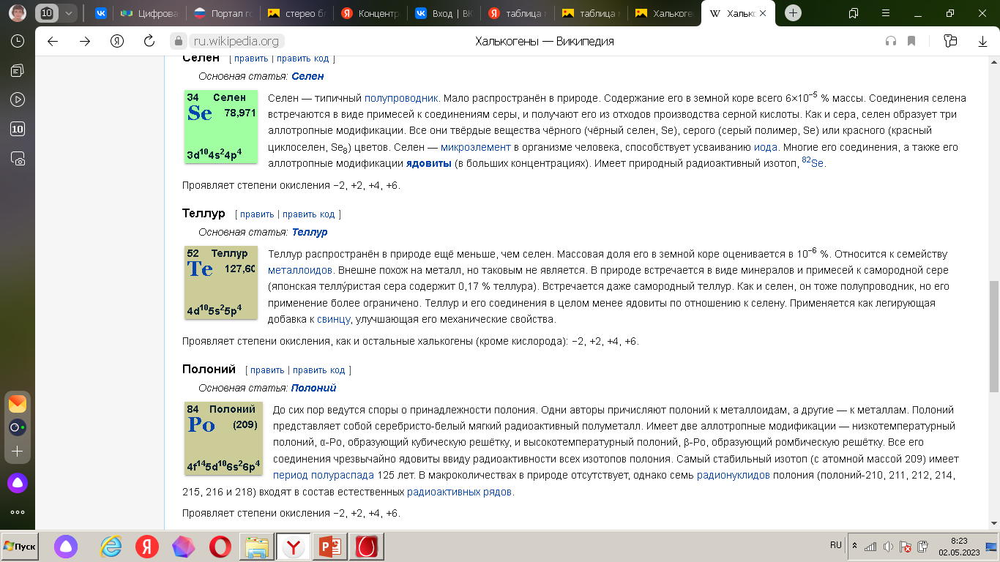 10
Цифрова
Портал го
стерео бл
Концентр
Вход | ВК
таблица м
таблица м
Халькоге
W Халько
ru.wikipedia.org
Халькогены — Википедия
10
Селен [ править | править код ]
Основная статья: Селен
34 Селен
Se 78,971
3d¹⁰4s²4p⁴
Селен — типичный полупроводник. Мало распространён в природе. Содержание его в земной коре всего 6×10⁻⁵ % массы. Соединения селена
встречаются в виде примесей к соединениям серы, и получают его из отходов производства серной кислоты. Как и сера, селен образует три
аллотропные модификации. Все они твёрдые вещества чёрного (чёрный селен, Se), серого (серый полимер, Se) или красного (красный
циклоселен, Se₈) цветов. Селен — микроэлемент в организме человека, способствует усваиванию иода. Многие его соединения, а также его
аллотропные модификации ядовиты (в больших концентрациях). Имеет природный радиоактивный изотоп, ⁸²Se.
Проявляет степени окисления −2, +2, +4, +6.
Теллур [ править | править код ]
Основная статья: Теллур
52 Теллур
Te 127,60
4d¹⁰5s²5p⁴
Теллур распространён в природе ещё меньше, чем селен. Массовая доля его в земной коре оценивается в 10⁻⁶ %. Относится к семейству
металлоидов. Внешне похож на металл, но таковым не является. В природе встречается в виде минералов и примесей к самородной сере
(японская теллу́ристая сера содержит 0,17 % теллура). Встречается даже самородный теллур. Как и селен, он тоже полупроводник, но его
применение более ограничено. Теллур и его соединения в целом менее ядовиты по отношению к селену. Применяется как легирующая
добавка к свинцу, улучшающая его механические свойства.
Проявляет степени окисления, как и остальные халькогены (кроме кислорода): −2, +2, +4, +6.
Полоний [ править | править код ]
Основная статья: Полоний
84 Полоний
Po (209)
4f¹⁴5d¹⁰6s²6p⁴
До сих пор ведутся споры о принадлежности полония. Одни авторы причисляют полоний к металлоидам, а другие — к металлам. Полоний
представляет собой серебристо-белый мягкий радиоактивный полуметалл. Имеет две аллотропные модификации — низкотемпературный
полоний, α-Po, образующий кубическую решётку, и высокотемпературный полоний, β-Po, образующий ромбическую решётку. Все его
соединения чрезвычайно ядовиты ввиду радиоактивности всех изотопов полония. Самый стабильный изотоп (с атомной массой 209) имеет
период полураспада 125 лет. В макроколичествах в природе отсутствует, однако семь радионуклидов полония (полоний-210, 211, 212, 214,
215, 216 и 218) входят в состав естественных радиоактивных рядов.
Проявляет степени окисления −2, +2, +4, +6.
Пуск
RU
8:23
02.05.2023